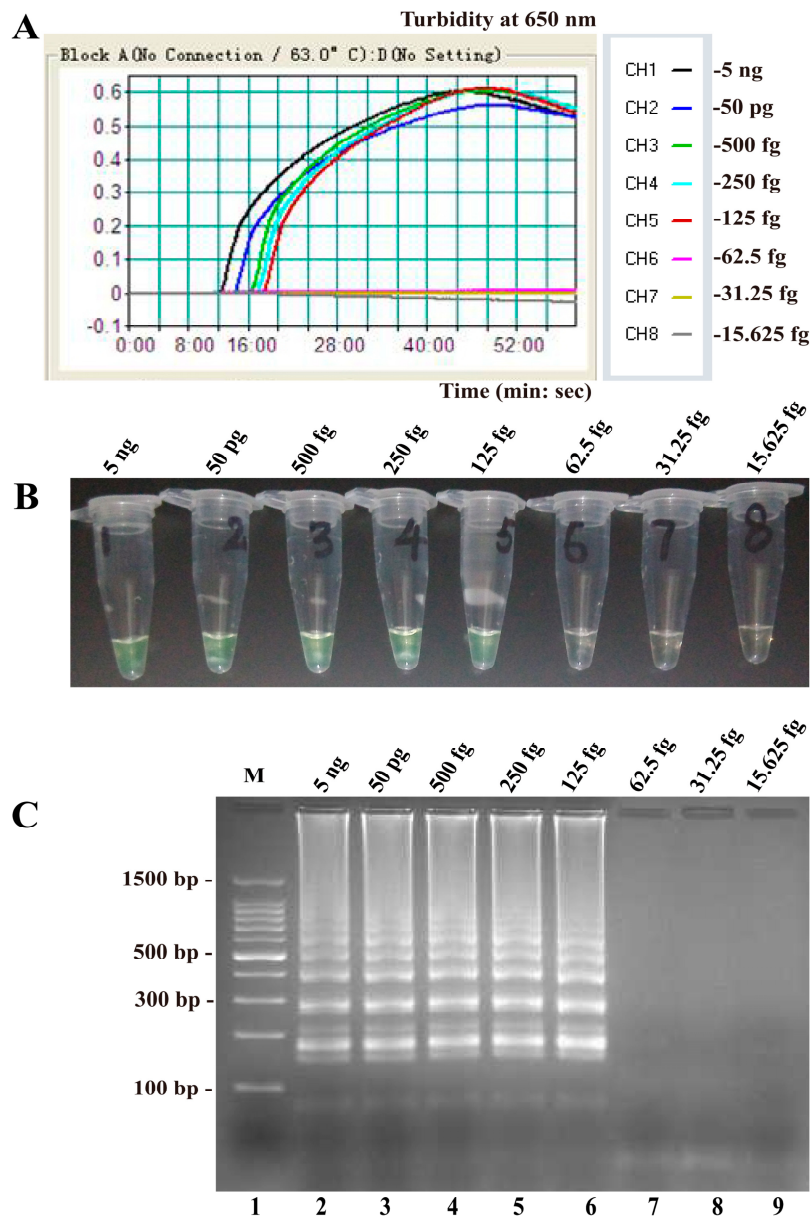 A
Turbidity at 650 nm
Block A(No Connection / 63.0" C):D(No Setting)
0.6
0.5
0.4
0.3
0.2
0.1
0
-0.1
0:00 8:00 16:00 28:00 40:00 52:00
Time (min: sec)
CH1 -5 ng
CH2 -50 pg
CH3 -500 fg
CH4 -250 fg
CH5 -125 fg
CH6 -62.5 fg
CH7 -31.25 fg
CH8 -15.625 fg
B
5 ng 50 pg 500 fg 250 fg 125 fg 62.5 fg 31.25 fg 15.625 fg
1 2 3 4 5 6 7 8
C
M 5 ng 50 pg 500 fg 250 fg 125 fg 62.5 fg 31.25 fg 15.625 fg
1500 bp -
500 bp -
300 bp -
100 bp -
1 2 3 4 5 6 7 8 9